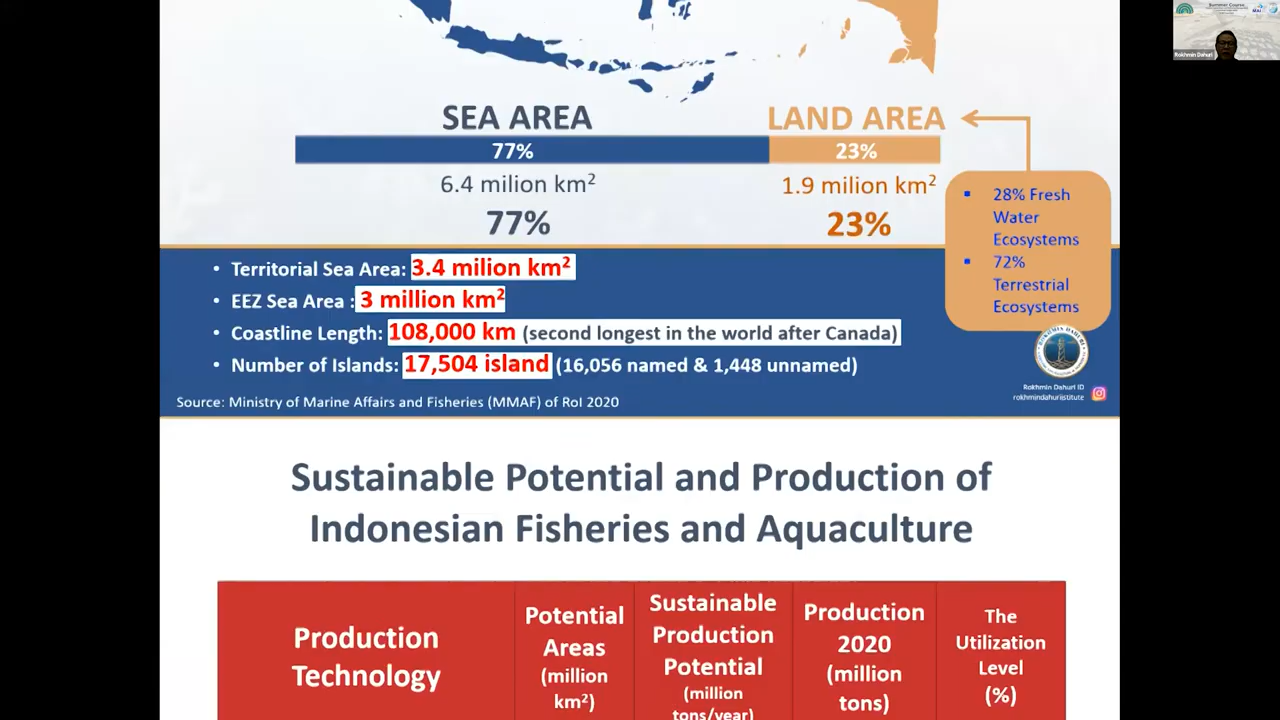 Summer Course
Rokhmin Dahuri
SEA AREA
LAND AREA
77%
23%
6.4 milion km²
1.9 milion km²
77%
23%
▪ 28% Fresh
Water
Ecosystems
▪ 72%
Terrestrial
Ecosystems
• Territorial Sea Area: 3.4 milion km²
• EEZ Sea Area : 3 million km²
• Coastline Length: 108,000 km (second longest in the world after Canada)
• Number of Islands: 17,504 island (16,056 named & 1,448 unnamed)
Source: Ministry of Marine Affairs and Fisheries (MMAF) of RoI 2020
Rokhmin Dahuri ID
rokhmindahuriistitute
Sustainable Potential and Production of
Indonesian Fisheries and Aquaculture
Production
Technology
Potential
Areas
(million
km²)
Sustainable
Production
Potential
(million
tons/year)
Production
2020
(million
tons)
The
Utilization
Level
(%)